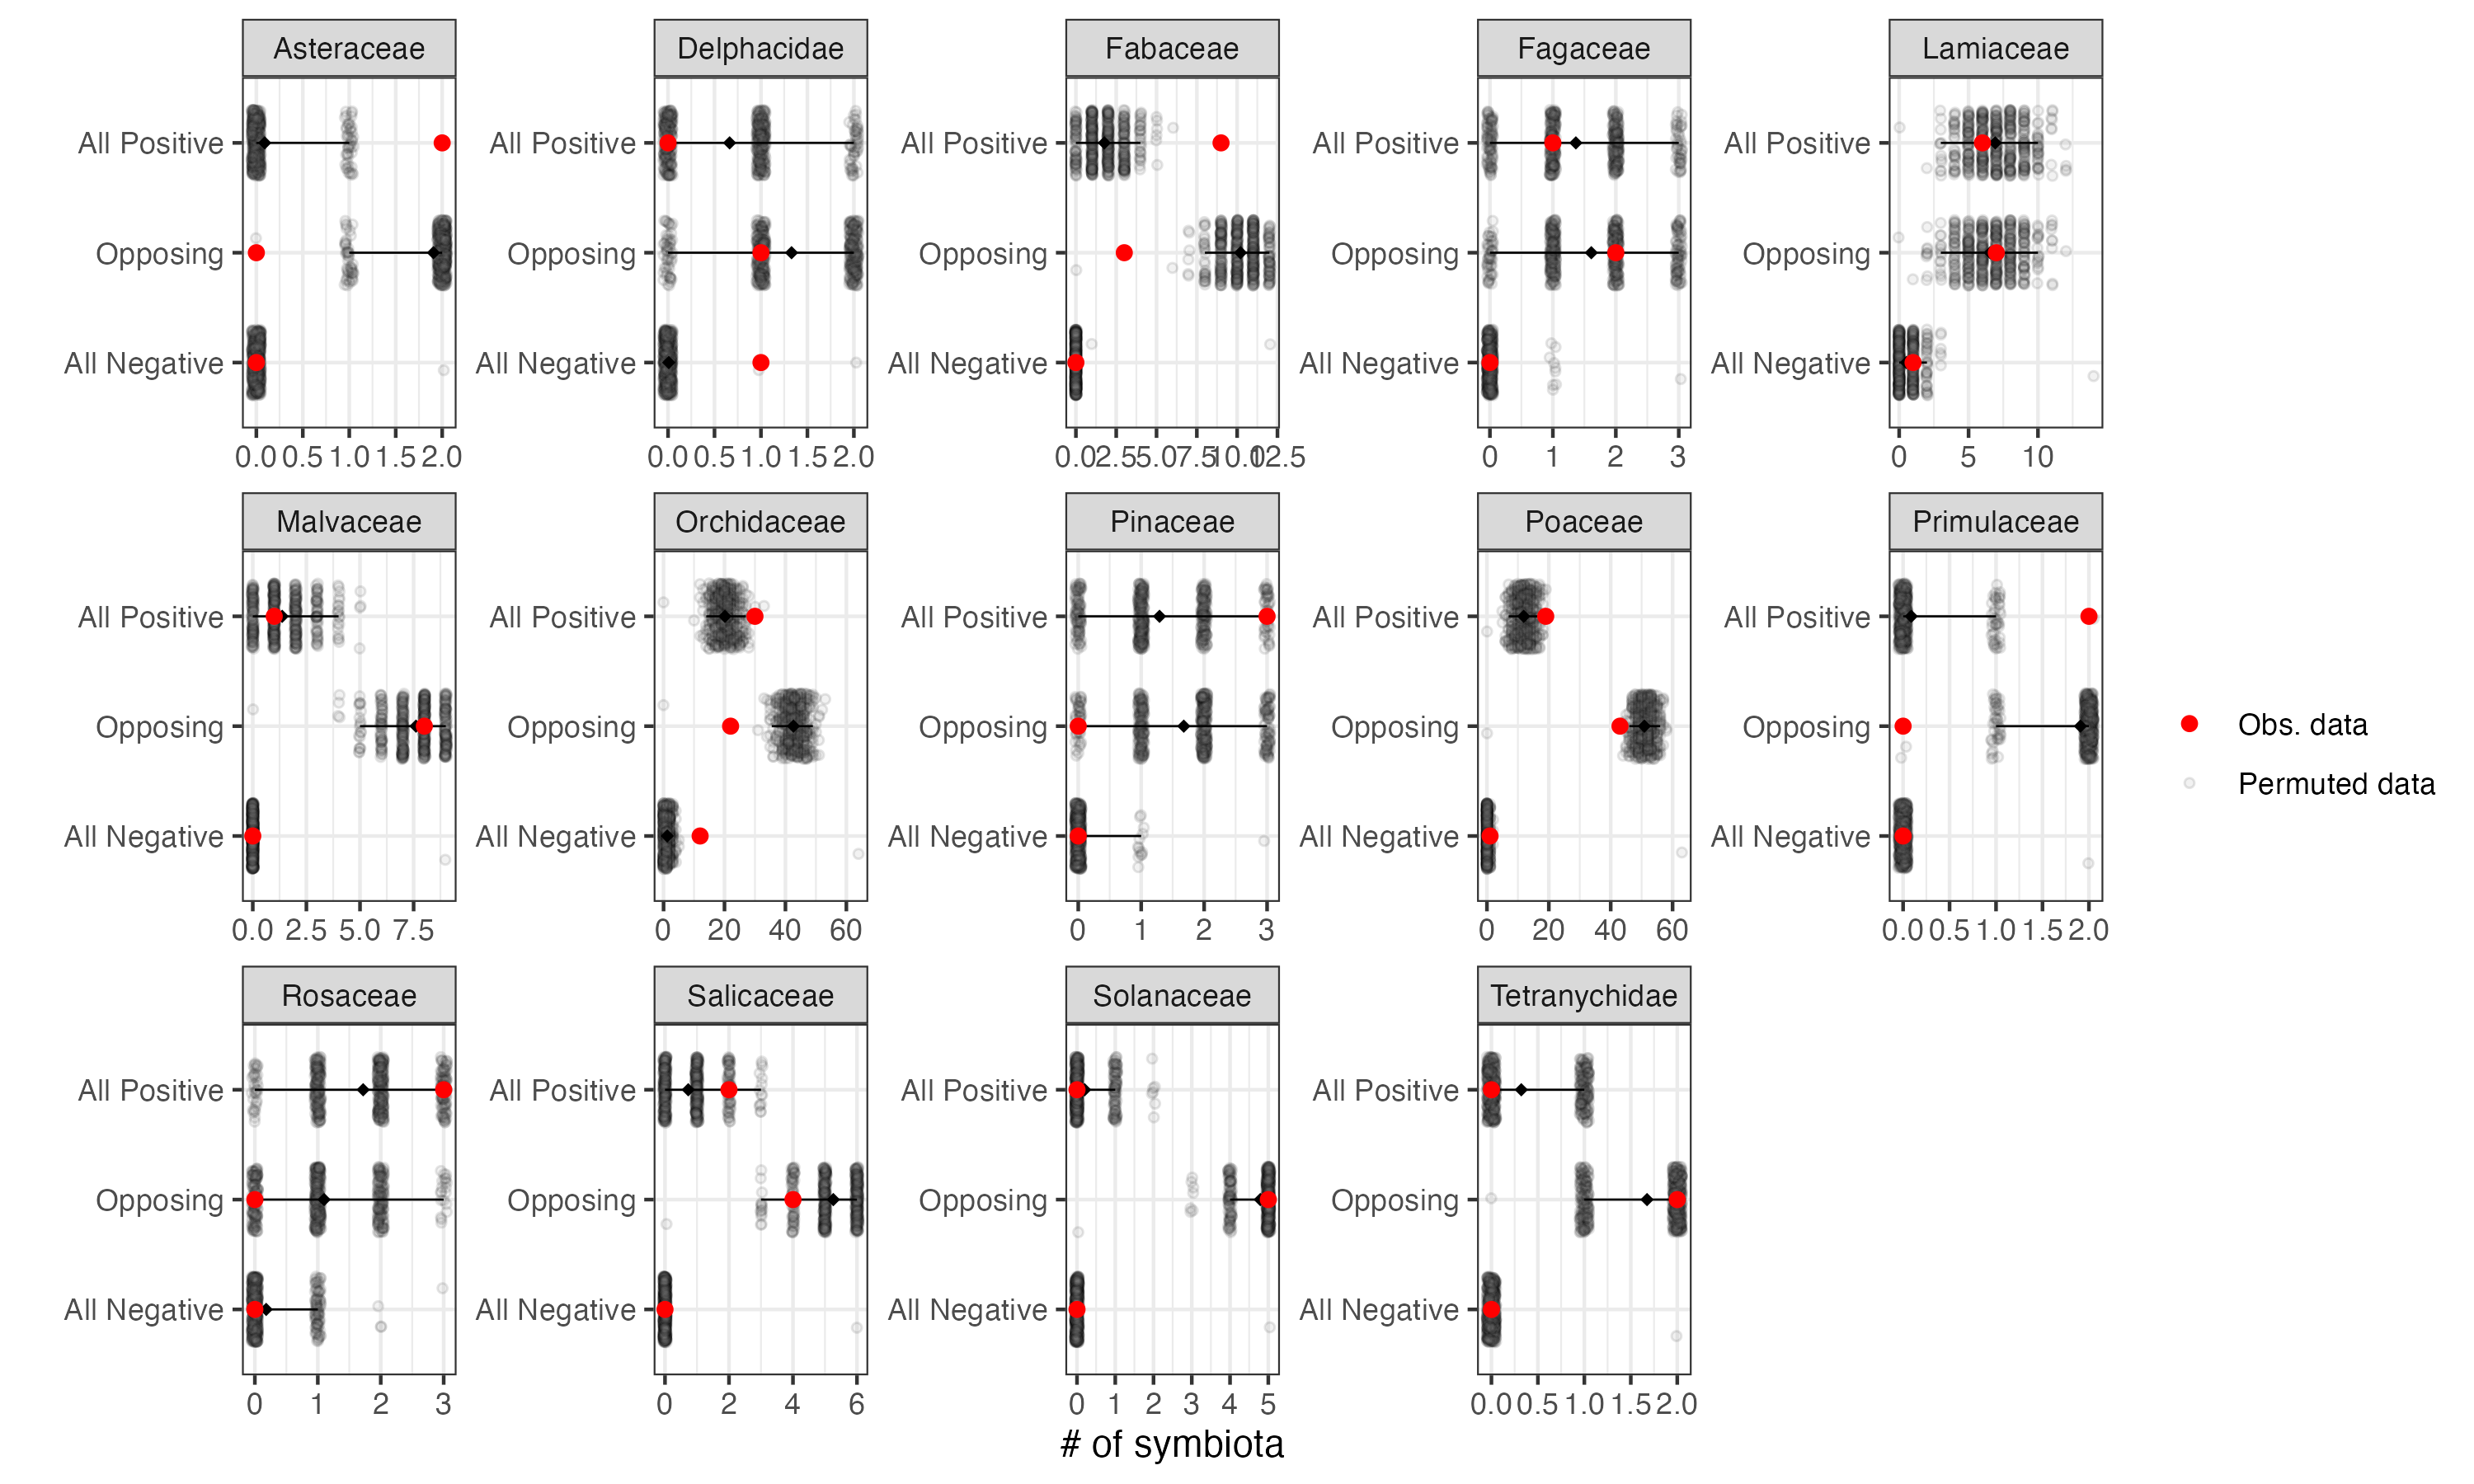 Asteraceae Delphacidae Fabaceae Fagaceae Lamiaceae
All Positive All Positive All Positive All Positive All Positive
Opposing Opposing Opposing Opposing Opposing
All Negative All Negative All Negative All Negative All Negative
0.0 0.5 1.0 1.5 2.0 0.0 0.5 1.0 1.5 2.0 0.0 2.5 5.0 7.5 10.0 12.5 0 1 2 3 0 5 10
Malvaceae Orchidaceae Pinaceae Poaceae Primulaceae
All Positive All Positive All Positive All Positive All Positive
Opposing Opposing Opposing Opposing Opposing
Obs. data
Permuted data
All Negative All Negative All Negative All Negative All Negative
0.0 2.5 5.0 7.5 0 20 40 60 0 1 2 3 0 20 40 60 0.0 0.5 1.0 1.5 2.0
Rosaceae Salicaceae Solanaceae Tetranychidae
All Positive All Positive All Positive All Positive
Opposing Opposing Opposing Opposing
All Negative All Negative All Negative All Negative
0 1 2 3 0 2 4 6 0 1 2 3 4 5 0.0 0.5 1.0 1.5 2.0
# of symbiota